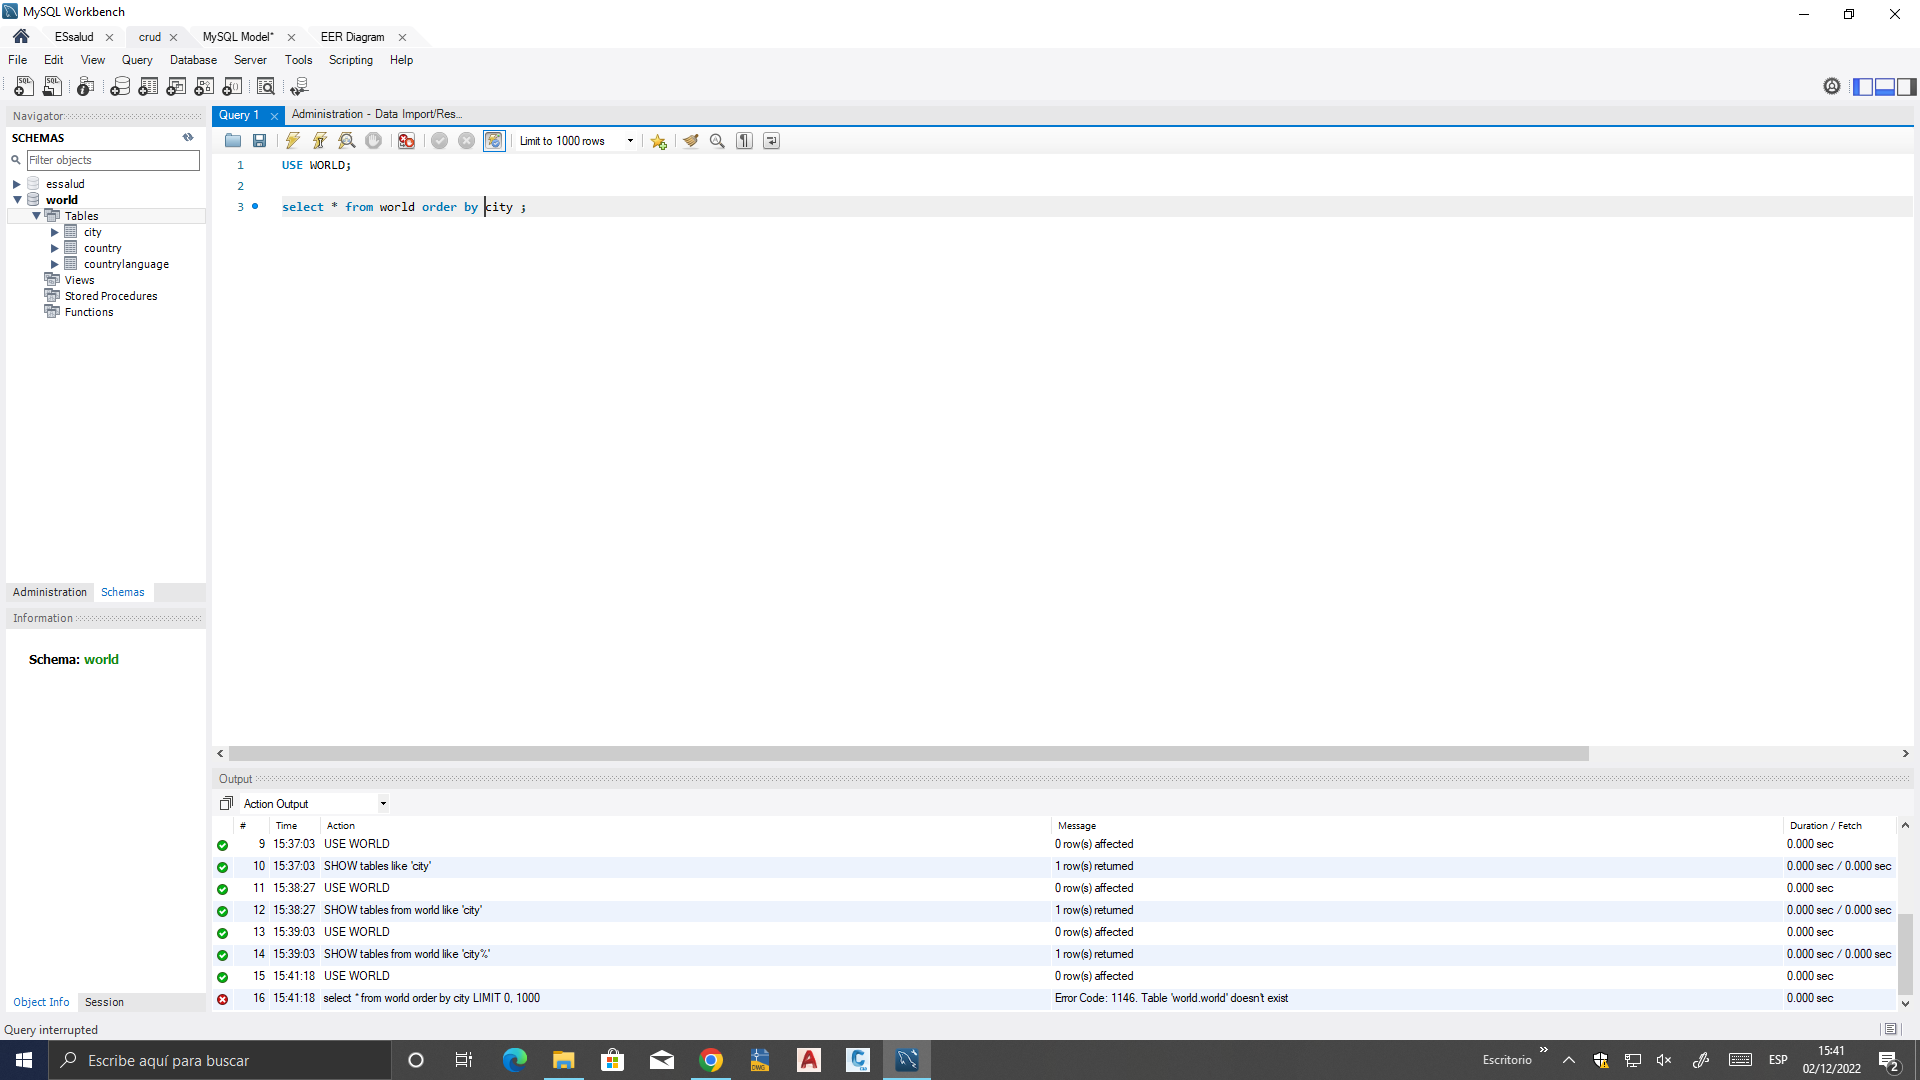 MySQL Workbench
ESsalud
crud
MySQL Model*
EER Diagram
File Edit View Query Database Server Tools Scripting Help
Navigator
SCHEMAS
Filter objects
essalud
world
Tables
city
country
countrylanguage
Views
Stored Procedures
Functions
Administration Schemas
Information
Schema: world
Object Info Session
Query 1
Administration - Data Import/Res...
Limit to 1000 rows
1 USE WORLD;
2
3 select * from world order by city ;
Output
Action Output
# Time Action Message Duration / Fetch
9 15:37:03 USE WORLD 0 row(s) affected 0.000 sec
10 15:37:03 SHOW tables like 'city' 1 row(s) returned 0.000 sec / 0.000 sec
11 15:38:27 USE WORLD 0 row(s) affected 0.000 sec
12 15:38:27 SHOW tables from world like 'city' 1 row(s) returned 0.000 sec / 0.000 sec
13 15:39:03 USE WORLD 0 row(s) affected 0.000 sec
14 15:39:03 SHOW tables from world like 'city%' 1 row(s) returned 0.000 sec / 0.000 sec
15 15:41:18 USE WORLD 0 row(s) affected 0.000 sec
16 15:41:18 select * from world order by city LIMIT 0, 1000 Error Code: 1146. Table 'world.world' doesn't exist 0.000 sec
Query interrupted
Escribe aquí para buscar
Escritorio
ESP
15:41
02/12/2022
2